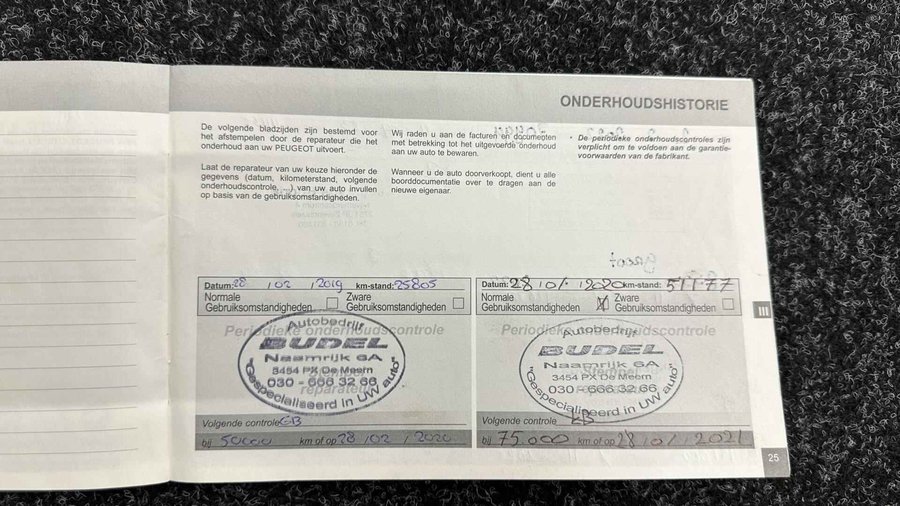 ONDERHOUDSHISTORIE
De volgende bladzijden zijn bestemd voor
het afstempelen door de reparateur die het
onderhoud aan uw PEUGEOT uitvoert.
Laat de reparateur van uw keuze hieronder de
gegevens (datum, kilometerstand, volgende
onderhoudscontrole, ...) van uw auto invullen
op basis van de gebruiksomstandigheden.
Wij raden u aan de facturen en documenten
met betrekking tot het uitgevoerde onderhoud
aan uw auto te bewaren.
Wanneer u de auto doorverkoopt, dient u alle
boorddocumentatie over te dragen aan de
nieuwe eigenaar.
• De periodieke onderhoudscontroles zijn
verplicht om te voldoen aan de garantie-
voorwaarden van de fabrikant.
Datum: 28 / 02 / 2019 km-stand: 25805
Normale Gebruiksomstandigheden Zware Gebruiksomstandigheden
Periodieke onderhoudscontrole
Autobedrijf
BUDEL
Naamrijk 6A
3454 PX De Meern
030 - 666 32 66
"Gespecialiseerd in UW auto"
Volgende controle GB
bij 50000 km of op 28 / 02 / 2020
Datum: 28 / 01 / 2020 km-stand: 51177
Normale Gebruiksomstandigheden X Zware Gebruiksomstandigheden
Periodieke onderhoudscontrole
Autobedrijf
BUDEL
Naamrijk 6A
3454 PX De Meern
030 - 666 32 66
"Gespecialiseerd in UW auto"
Volgende controle
bij 75.000 km of op 28 / 01 / 2021
III
25